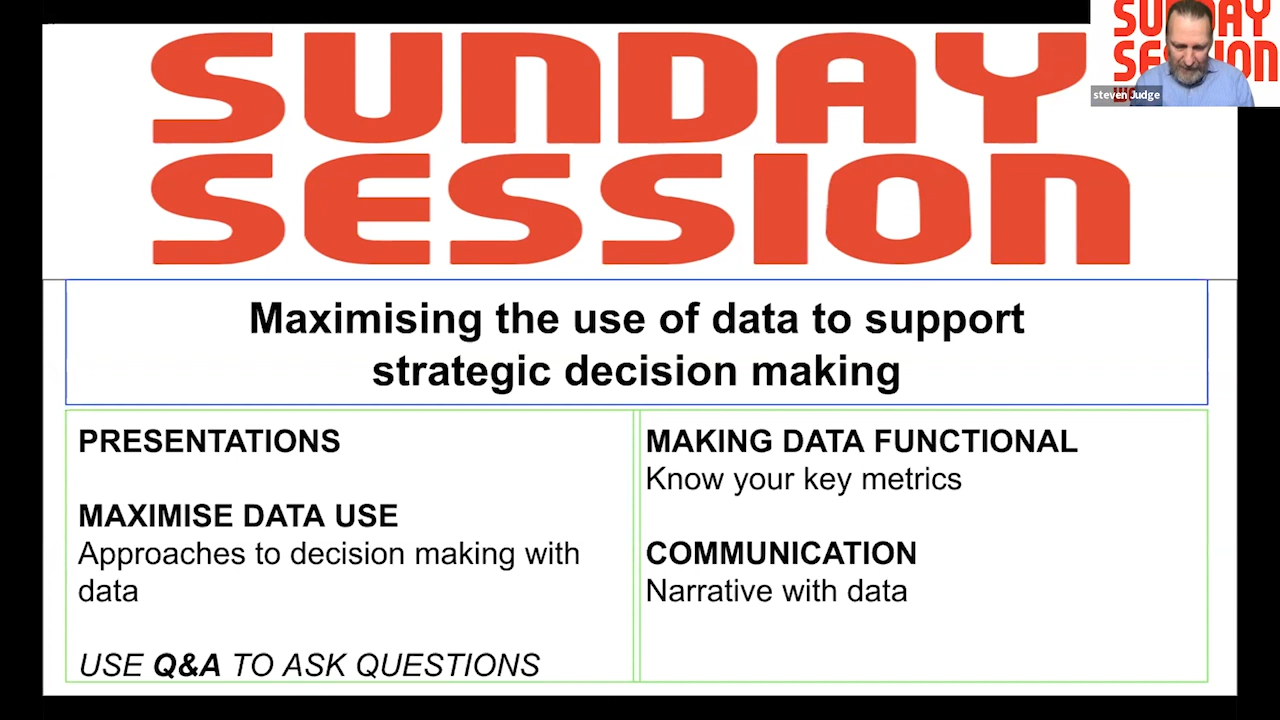 SUNDAY
SESSION
Maximising the use of data to support
strategic decision making
PRESENTATIONS
MAXIMISE DATA USE
Approaches to decision making with
data
USE Q&A TO ASK QUESTIONS
MAKING DATA FUNCTIONAL
Know your key metrics
COMMUNICATION
Narrative with data
steven Judge